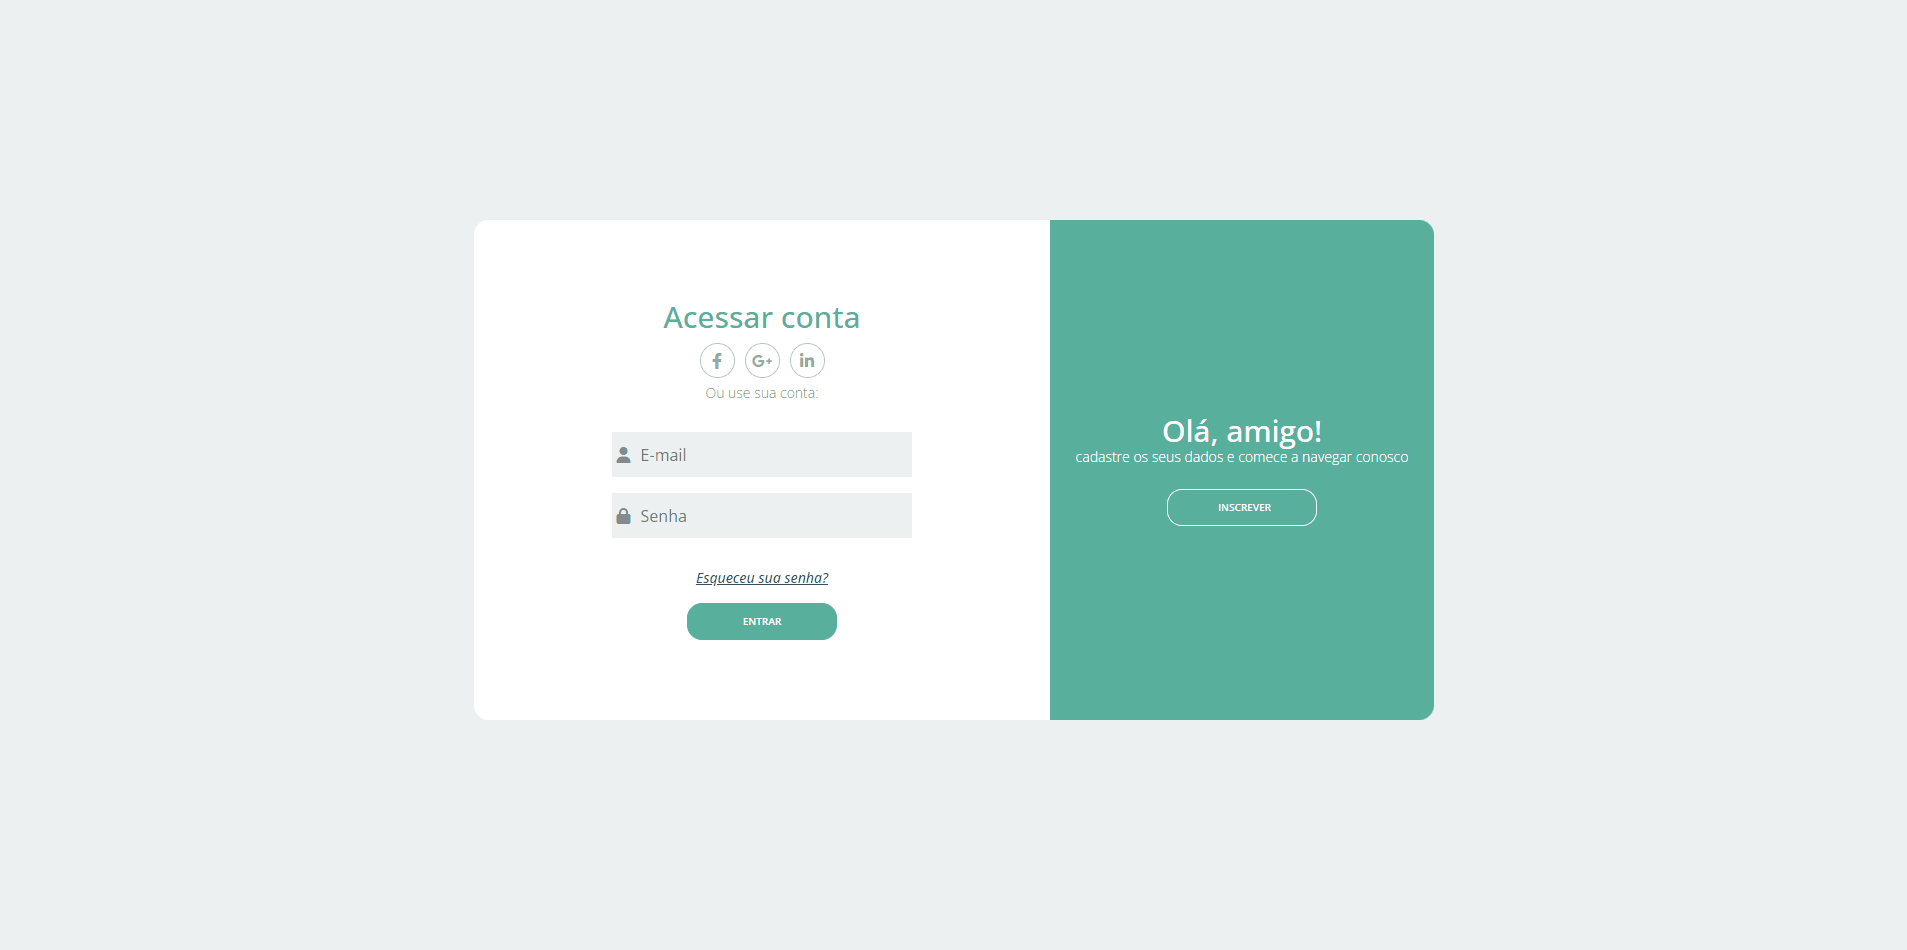 Acessar conta
f G+ in
Ou use sua conta:
E-mail
Senha
Esqueceu sua senha?
ENTRAR
Olá, amigo!
cadastre os seus dados e comece a navegar conosco
INSCREVER